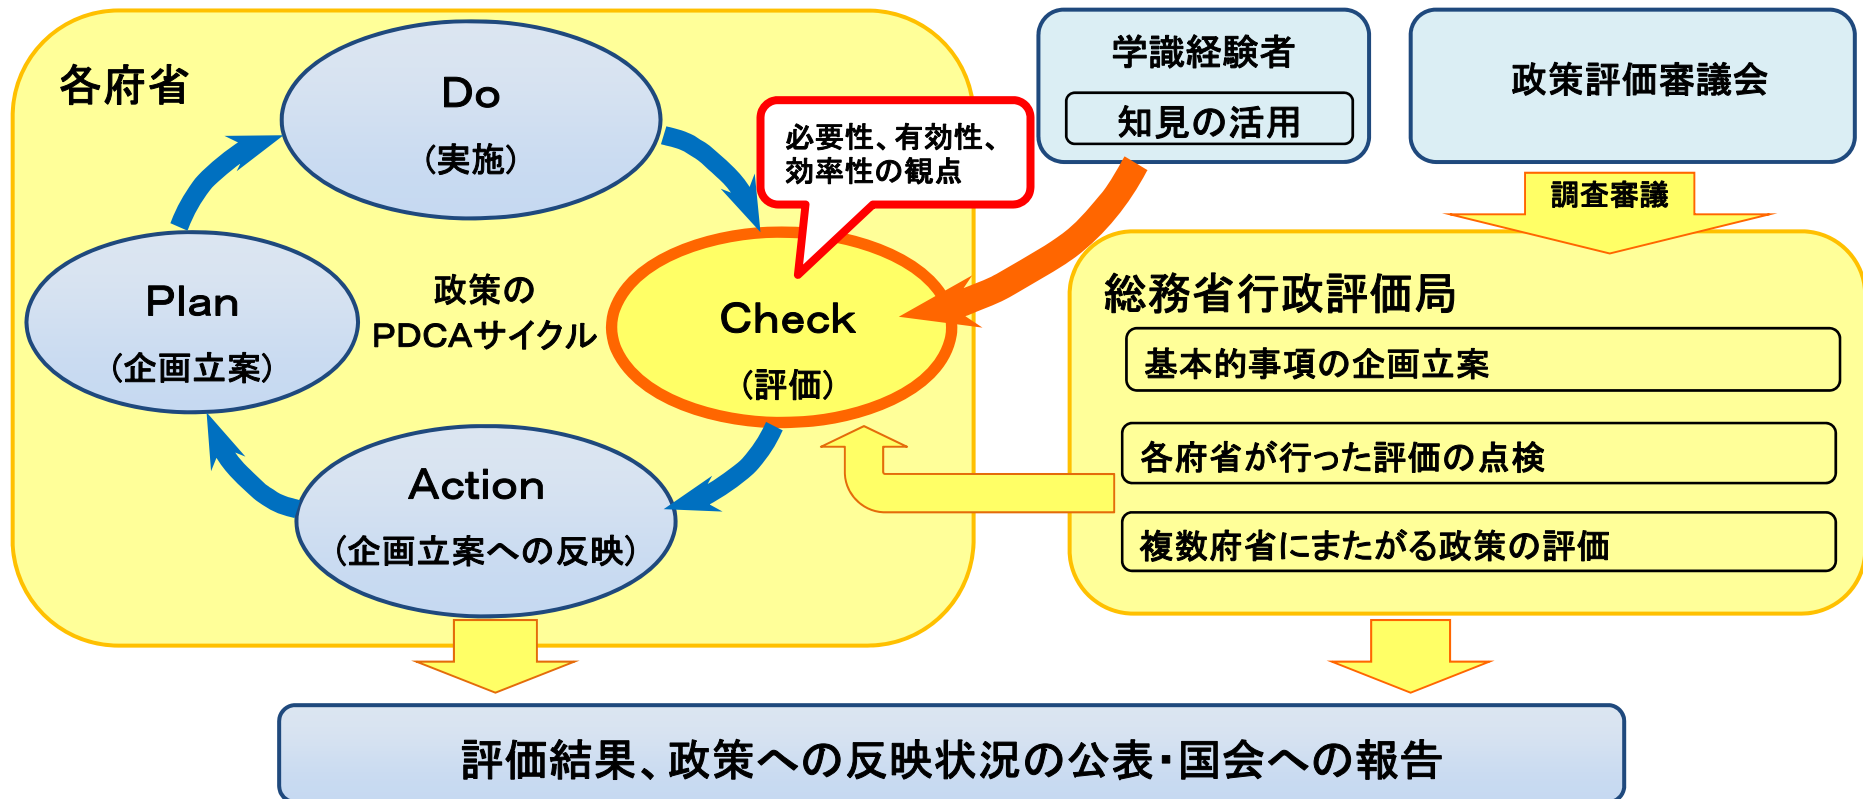 各府省
Do
(実施)
必要性、有効性、
効率性の観点
学識経験者
知見の活用
政策評価審議会
調査審議
Plan
(企画立案)
政策の
PDCAサイクル
Check
(評価)
総務省行政評価局
基本的事項の企画立案
各府省が行った評価の点検
複数府省にまたがる政策の評価
Action
(企画立案への反映)
評価結果、政策への反映状況の公表・国会への報告